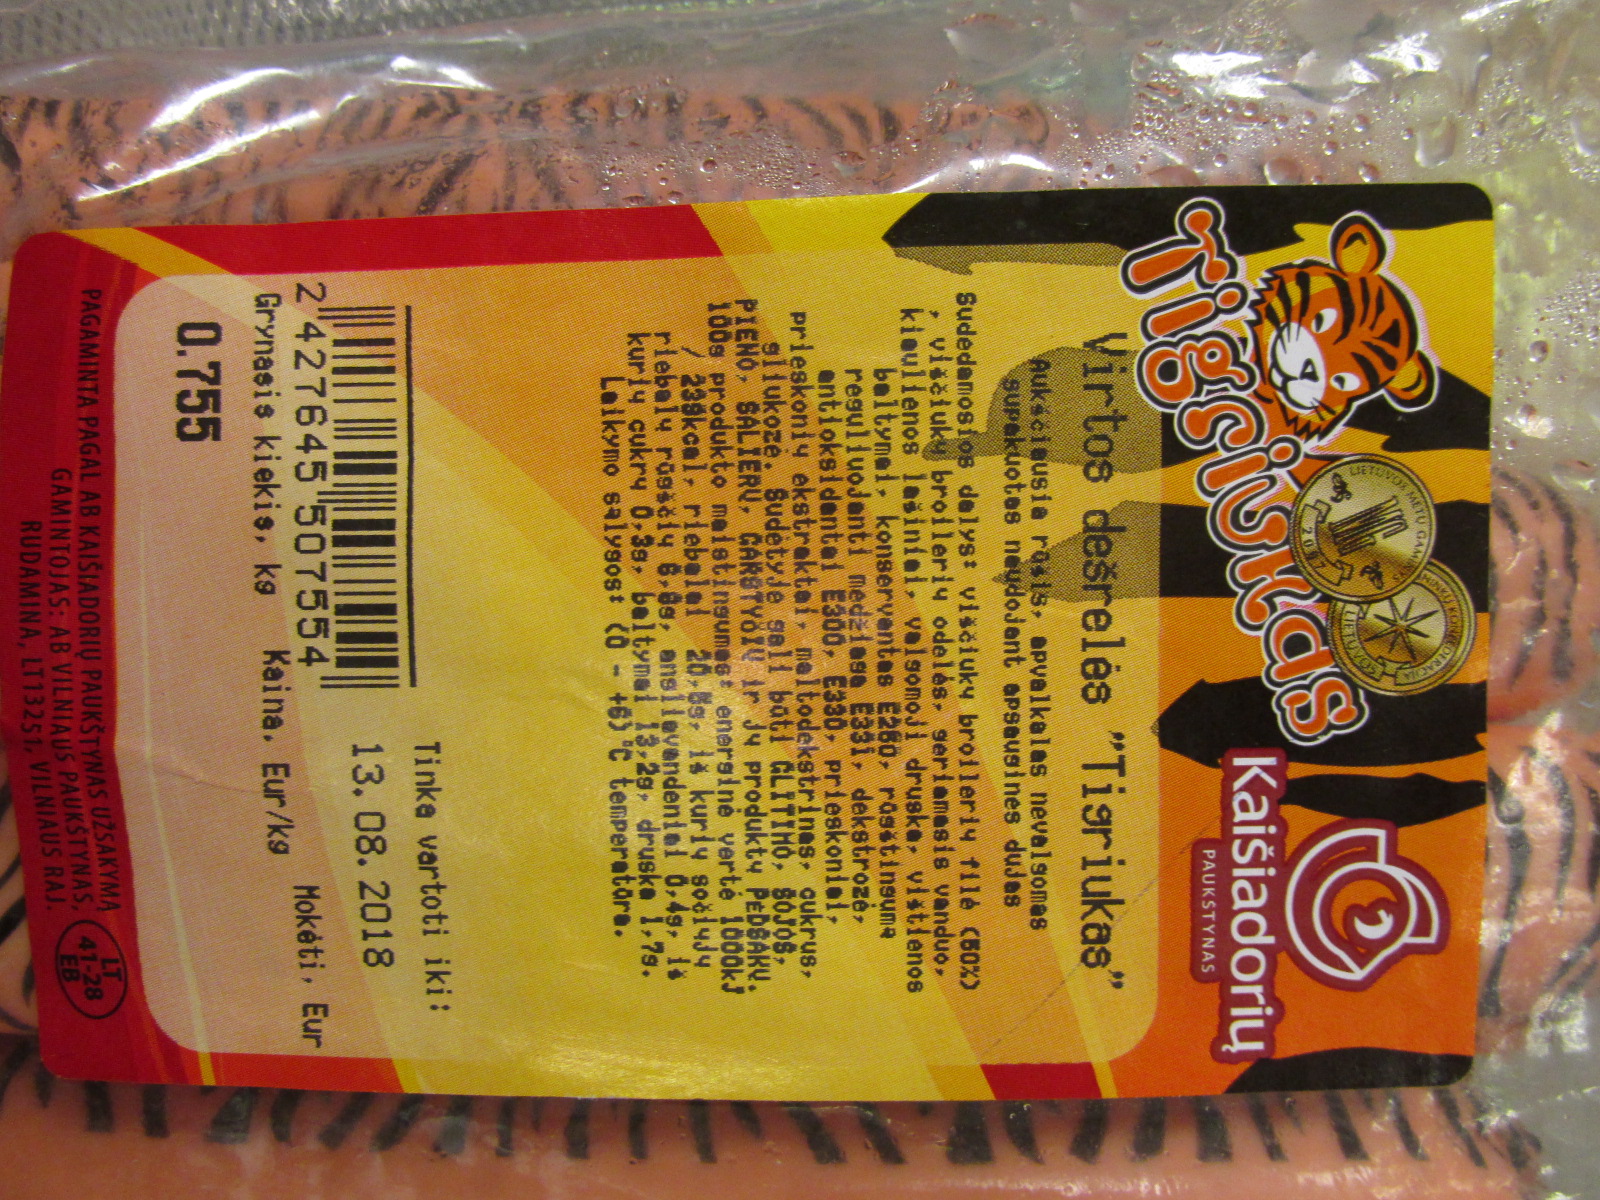 LIETUVOS METŲ GAMINYS
2017
LIETUVOS
Tigriukas
Kaišiadorių
PAUKŠTYNAS
Virtos dešrelės "Tigriukas"
Aukščiausia rūšis, apvalkalas nevalgomas
supakuotas naudojant apsaugines dujas
Sudedamosios dalys: viščiukų broilerių filė (50%)
, viščiukų broilerių odelės, geriamasis vanduo,
kiaulienos lašiniai, valgomoji druska, vištienos
baltymai, konservantas E250, rūgštingumą
reguliuojanti medžiaga E331, dekstrozė,
antioksidantai E300, E330, prieskoniai,
prieskonių ekstraktai, maltodekstrinas, cukrus,
gliukozė. Sudėtyje gali būti GLITIMO, SOJOS,
PIENO, SALIERŲ, GARSTYČIŲ ir jų produktų PĖDSAKŲ.
100g produkto maistingumas: energinė vertė 1000kJ
/ 239kcal, riebalai 20,5g, iš kurių sočiųjų
riebalų rūgščių 6,8g, angliavandeniai 0,4g, iš
kurių cukrų 0,3g, baltymai 13,2g, druska 1,7g.
Laikymo sąlygos: (0 - +6)°C temperatūra.
Tinka vartoti iki:
13.08.2018
2 427645 507554
Mokėti, Eur
Grynasis kiekis, kg Kaina, Eur/kg
0.755
PAGAMINTA PAGAL AB KAIŠIADORIŲ PAUKŠTYNAS UŽSAKYMĄ
GAMINTOJAS: AB VILNIAUS PAUKŠTYNAS,
RUDAMINA, LT13251, VILNIAUS RAJ.
LT
41-28
EB